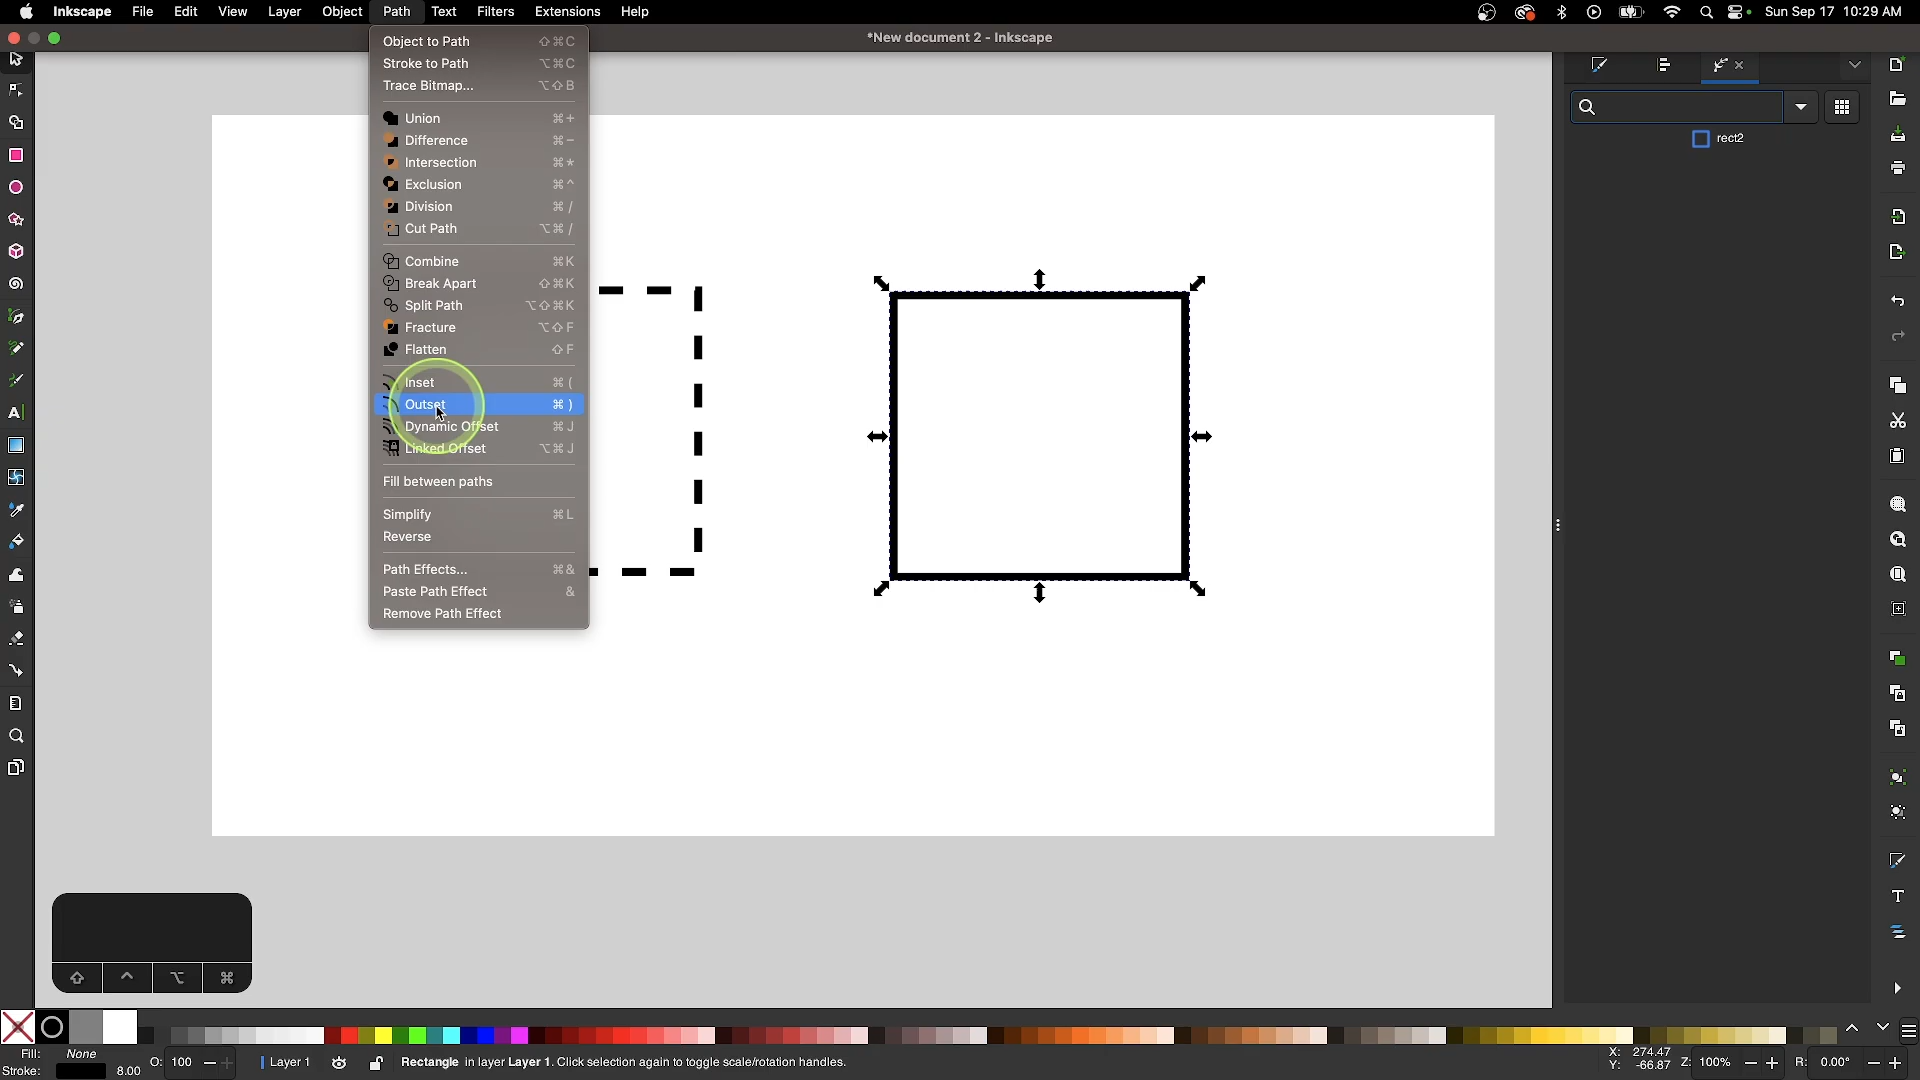 Inkscape File Edit View Layer Object Path Text Filters Extensions Help Sun Sep 17 10:29 AM
*New document 2 - Inkscape
Object to Path ⇧⌘C
Stroke to Path ⌥⌘C
Trace Bitmap... ⌥⇧B
Union ⌘+
Difference ⌘−
Intersection ⌘*
Exclusion ⌘^
Division ⌘/
Cut Path ⌥⌘/
Combine ⌘K
Break Apart ⇧⌘K
Split Path ⌥⇧⌘K
Fracture ⌥⇧F
Flatten ⇧F
Inset ⌘(
Outset ⌘)
Dynamic Offset ⌘J
Linked Offset ⌥⌘J
Fill between paths
Simplify ⌘L
Reverse
Path Effects... ⌘&
Paste Path Effect &
Remove Path Effect
rect2
⇧ ^ ⌥ ⌘
Fill: None
Stroke: 8.00
O: 100
Layer 1
Rectangle in layer Layer 1. Click selection again to toggle scale/rotation handles.
X: 274.47
Y: -66.87
Z: 100%
R: 0.00°